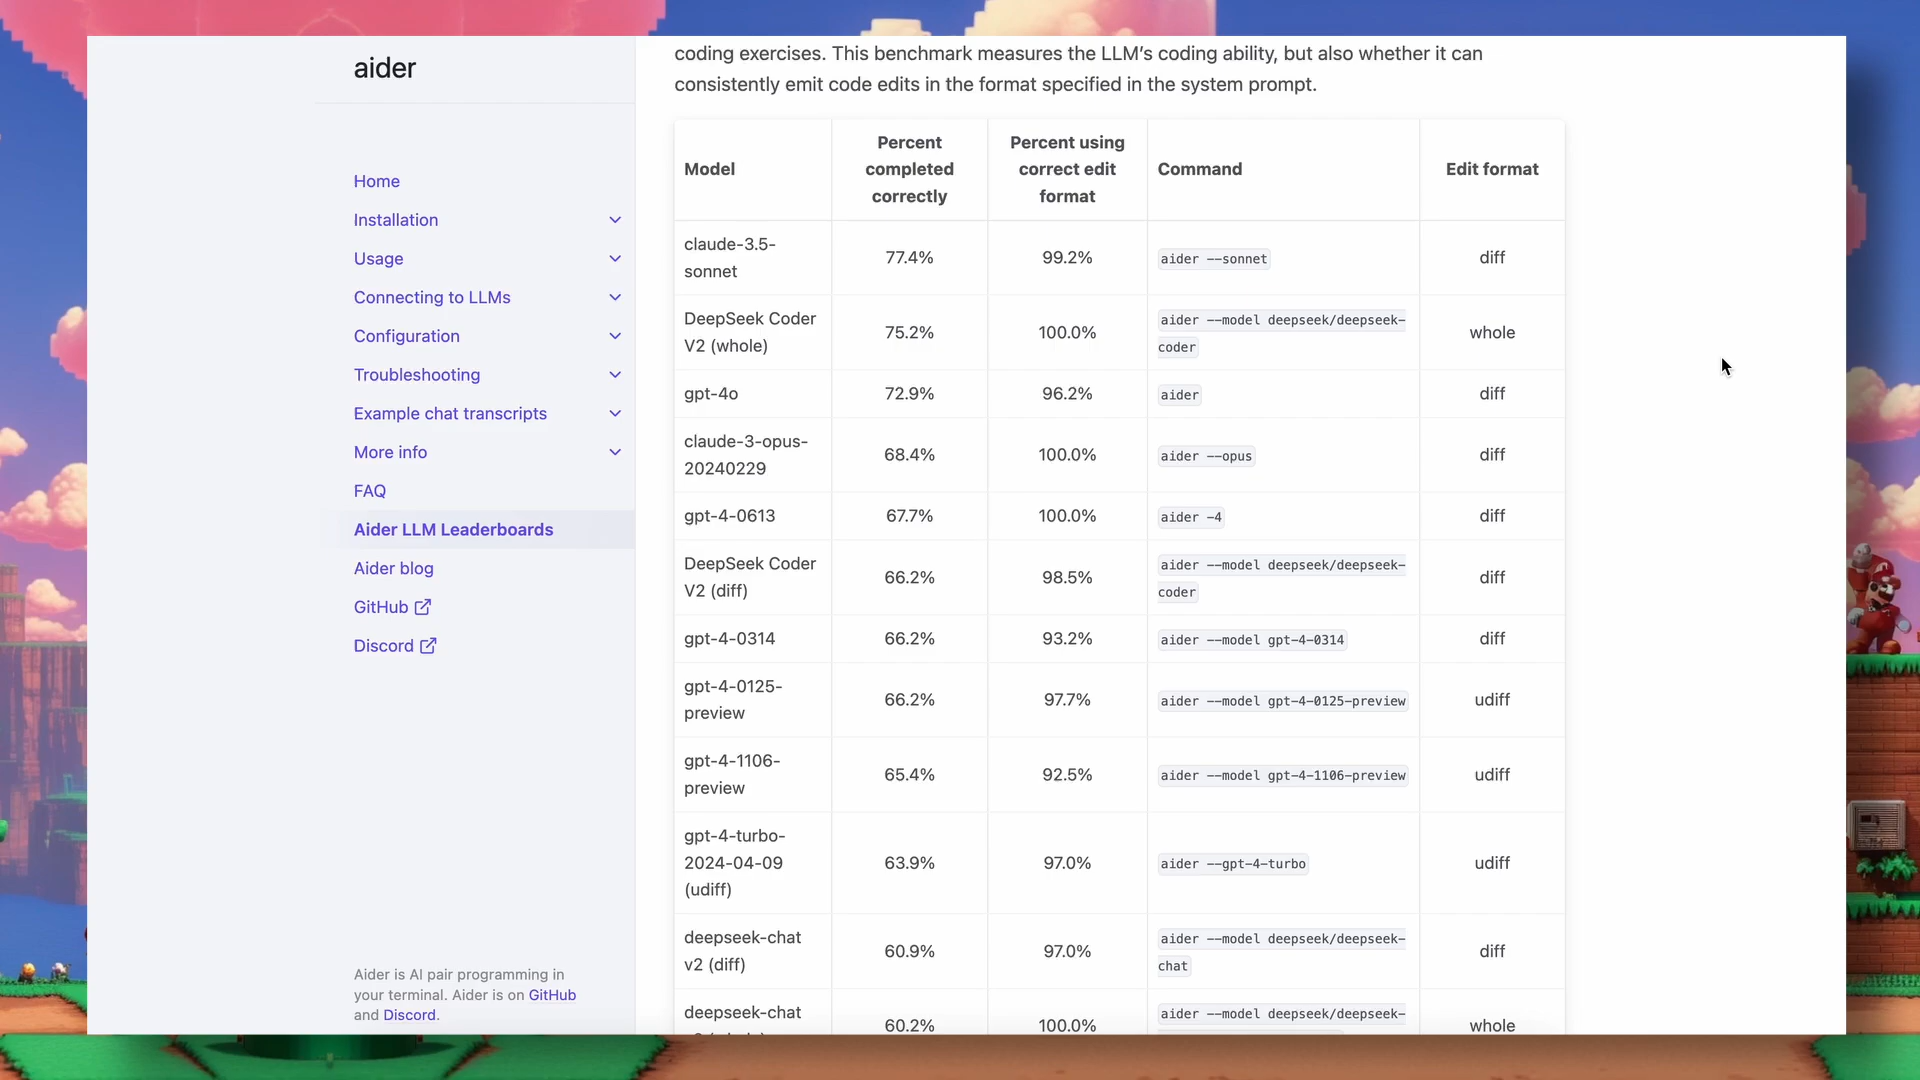 aider
Home
Installation
Usage
Connecting to LLMs
Configuration
Troubleshooting
Example chat transcripts
More info
FAQ
Aider LLM Leaderboards
Aider blog
GitHub
Discord
Aider is AI pair programming in
your terminal. Aider is on GitHub
and Discord.
coding exercises. This benchmark measures the LLM’s coding ability, but also whether it can
consistently emit code edits in the format specified in the system prompt.
Model
Percent
completed
correctly
Percent using
correct edit
format
Command
Edit format
claude-3.5-
sonnet
77.4%
99.2%
aider --sonnet
diff
DeepSeek Coder
V2 (whole)
75.2%
100.0%
aider --model deepseek/deepseek-
coder
whole
gpt-4o
72.9%
96.2%
aider
diff
claude-3-opus-
20240229
68.4%
100.0%
aider --opus
diff
gpt-4-0613
67.7%
100.0%
aider -4
diff
DeepSeek Coder
V2 (diff)
66.2%
98.5%
aider --model deepseek/deepseek-
coder
diff
gpt-4-0314
66.2%
93.2%
aider --model gpt-4-0314
diff
gpt-4-0125-
preview
66.2%
97.7%
aider --model gpt-4-0125-preview
udiff
gpt-4-1106-
preview
65.4%
92.5%
aider --model gpt-4-1106-preview
udiff
gpt-4-turbo-
2024-04-09
(udiff)
63.9%
97.0%
aider --gpt-4-turbo
udiff
deepseek-chat
v2 (diff)
60.9%
97.0%
aider --model deepseek/deepseek-
chat
diff
deepseek-chat
60.2%
100.0%
aider --model deepseek/deepseek-
whole